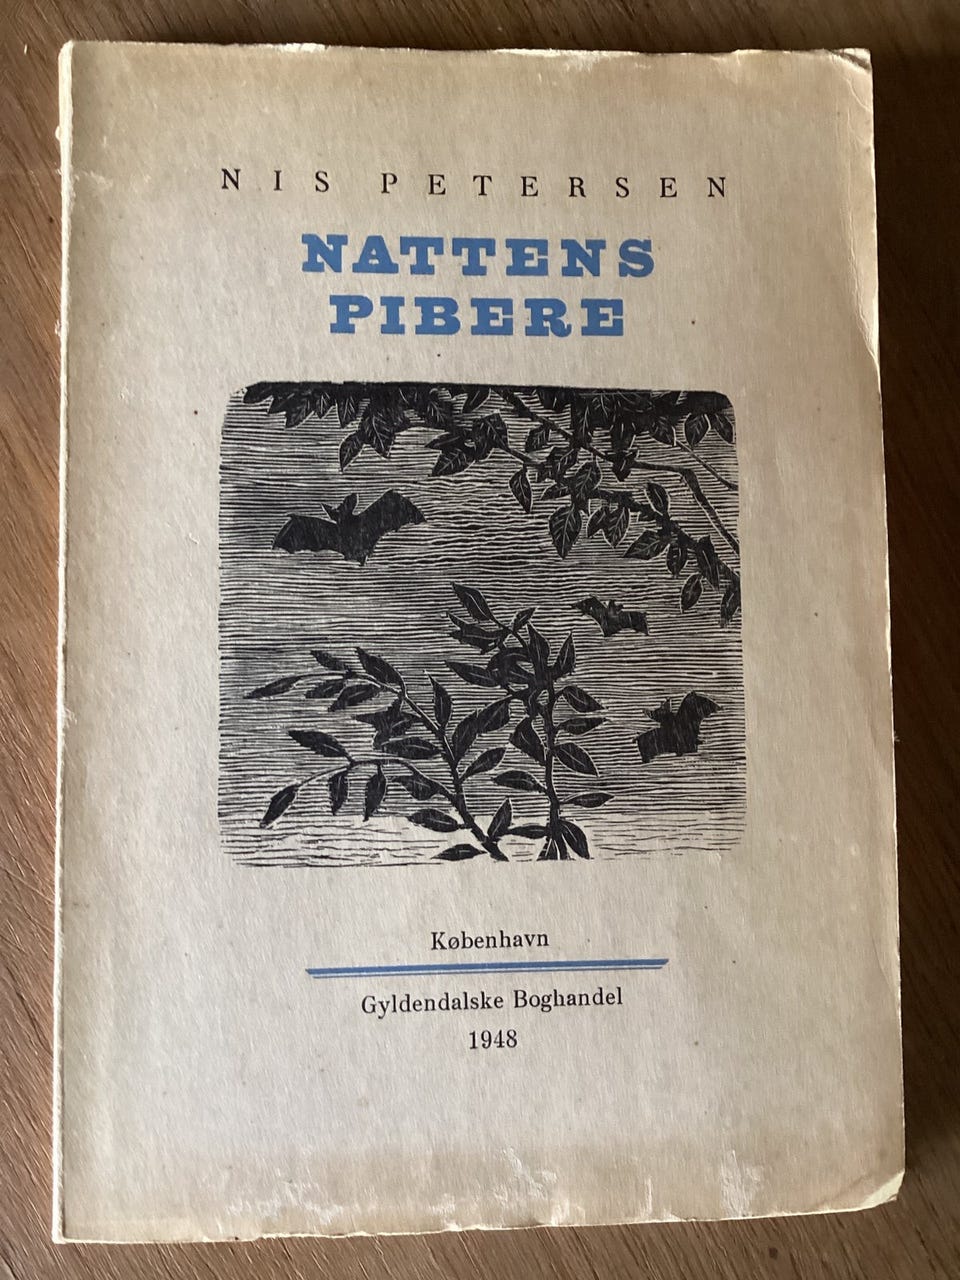 NIS PETERSEN
NATTENS
PIBERE
København
Gyldendalske Boghandel
1948